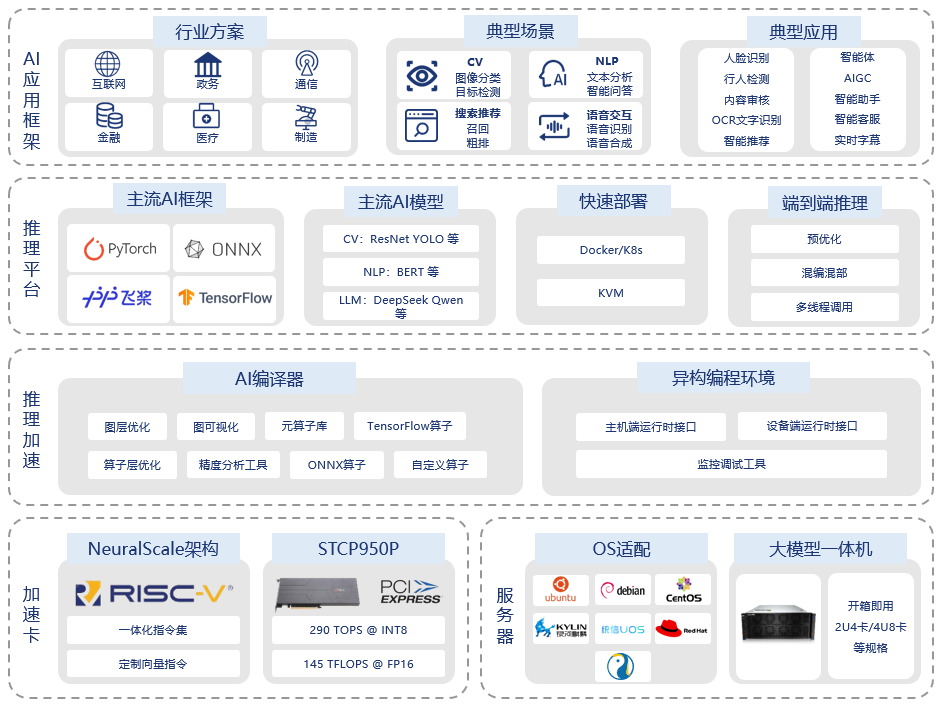 AI应用框架
行业方案
互联网
政务
通信
金融
医疗
制造
典型场景
CV
图像分类
目标检测
NLP
文本分析
智能问答
AI
搜索推荐
召回
粗排
语音交互
语音识别
语音合成
典型应用
人脸识别
行人检测
内容审核
OCR文字识别
智能推荐
智能体
AIGC
智能助手
智能客服
实时字幕
推理平台
主流AI框架
PyTorch
ONNX
飞桨
TensorFlow
主流AI模型
CV：ResNet YOLO 等
NLP：BERT 等
LLM：DeepSeek Qwen
等
快速部署
Docker/K8s
KVM
端到端推理
预优化
混编混部
多线程调用
推理加速
AI编译器
图层优化
图可视化
元算子库
TensorFlow算子
算子层优化
精度分析工具
ONNX算子
自定义算子
异构编程环境
主机端运行时接口
设备端运行时接口
监控调试工具
加速卡
NeuralScale架构
RISC-V®
一体化指令集
定制向量指令
STCP950P
PCI
EXPRESS
290 TOPS @ INT8
145 TFLOPS @ FP16
服务器
OS适配
ubuntu
debian
CentOS
KYLIN
银河麒麟
统信UOS
Red Hat
大模型一体机
开箱即用
2U4卡/4U8卡
等规格